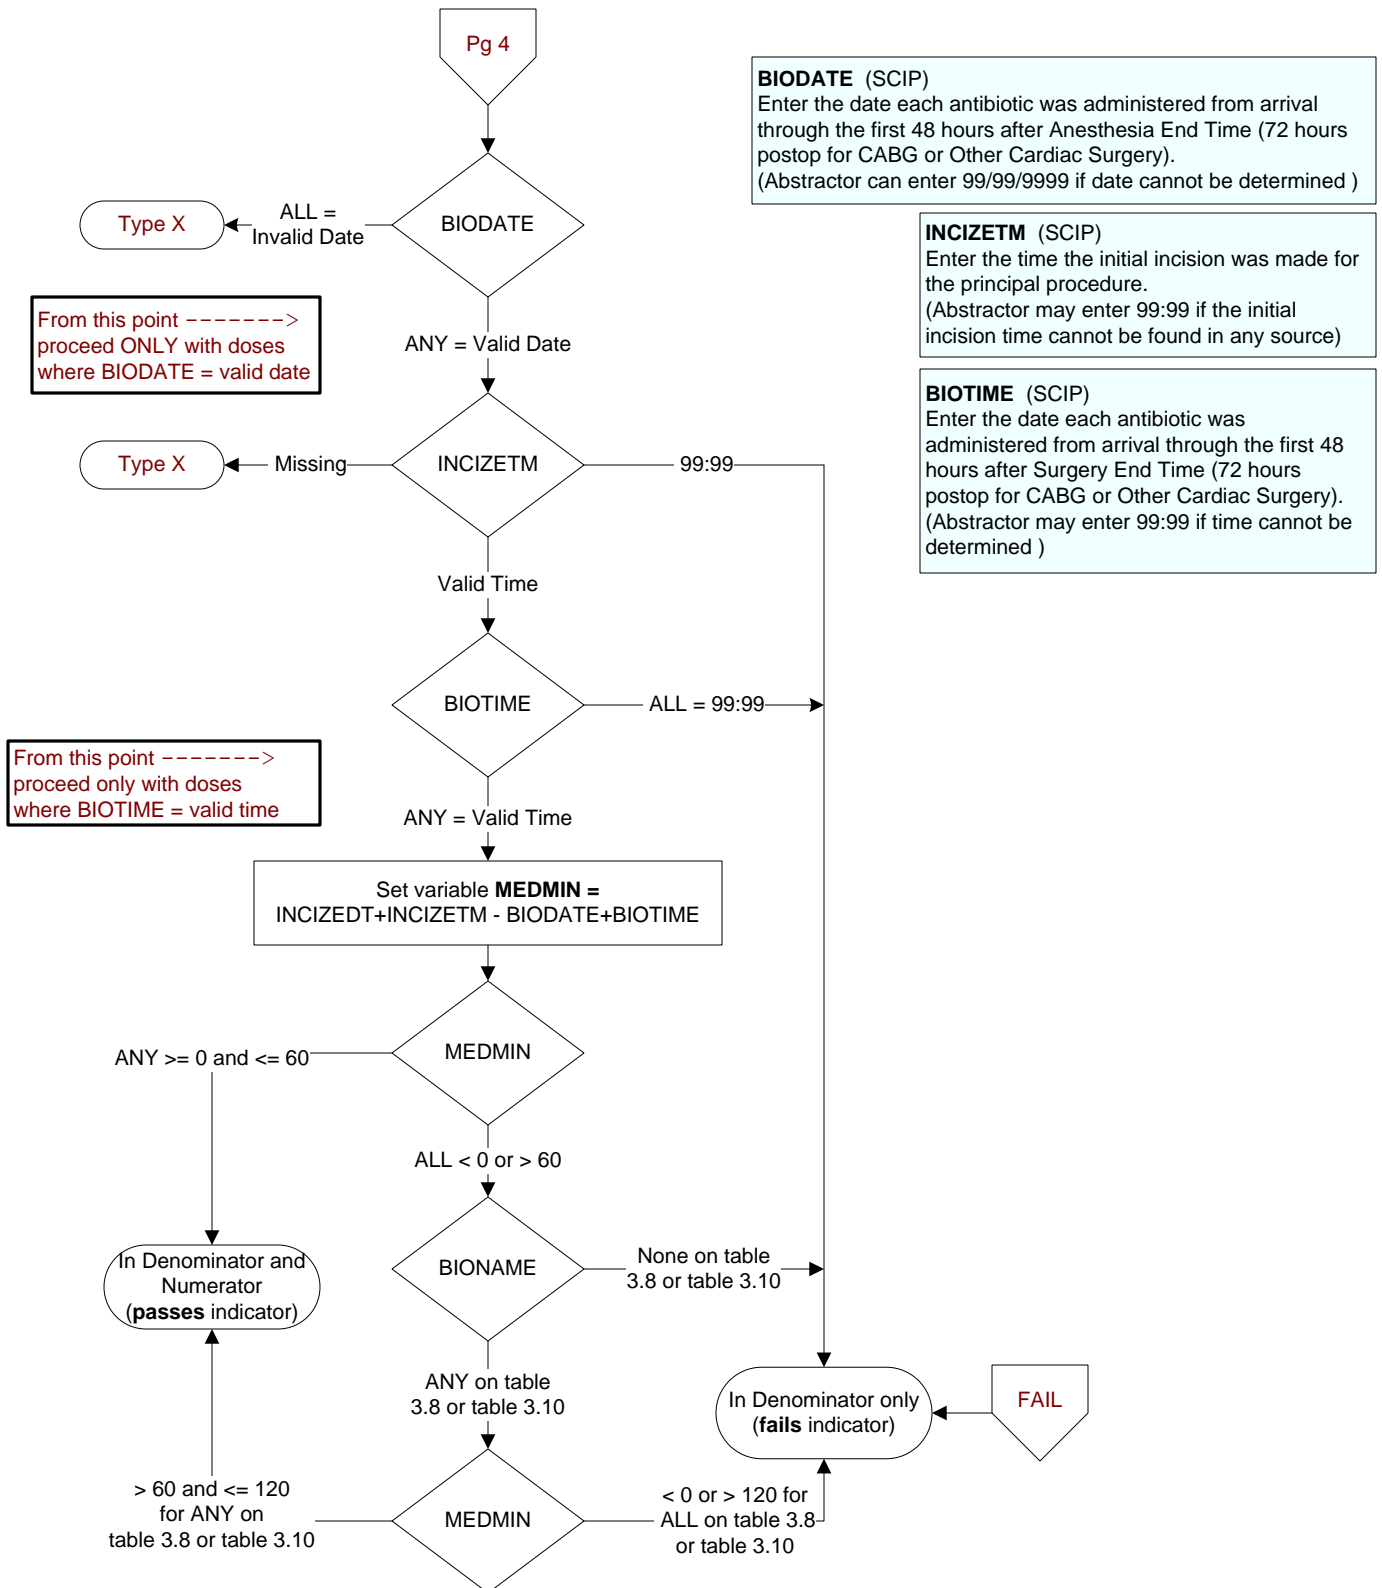 Pg 4
BIODATE (SCIP)
Enter the date each antibiotic was administered from arrival
through the first 48 hours after Anesthesia End Time (72 hours
postop for CABG or Other Cardiac Surgery).
(Abstractor can enter 99/99/9999 if date cannot be determined )
Type X
ALL =
Invalid Date
BIODATE
INCIZETM (SCIP)
Enter the time the initial incision was made for
the principal procedure.
(Abstractor may enter 99:99 if the initial
incision time cannot be found in any source)
From this point ------->
proceed ONLY with doses
where BIODATE = valid date
ANY = Valid Date
BIOTIME (SCIP)
Enter the date each antibiotic was
administered from arrival through the first 48
hours after Surgery End Time (72 hours
postop for CABG or Other Cardiac Surgery).
(Abstractor may enter 99:99 if time cannot be
determined )
Type X
Missing
INCIZETM
99:99
Valid Time
BIOTIME
ALL = 99:99
From this point ------->
proceed only with doses
where BIOTIME = valid time
ANY = Valid Time
Set variable MEDMIN =
INCIZEDT+INCIZETM - BIODATE+BIOTIME
ANY >= 0 and <= 60
MEDMIN
ALL < 0 or > 60
In Denominator and
Numerator
(passes indicator)
BIONAME
None on table
3.8 or table 3.10
ANY on table
3.8 or table 3.10
In Denominator only
(fails indicator)
FAIL
> 60 and <= 120
for ANY on
table 3.8 or table 3.10
MEDMIN
< 0 or > 120 for
ALL on table 3.8
or table 3.10